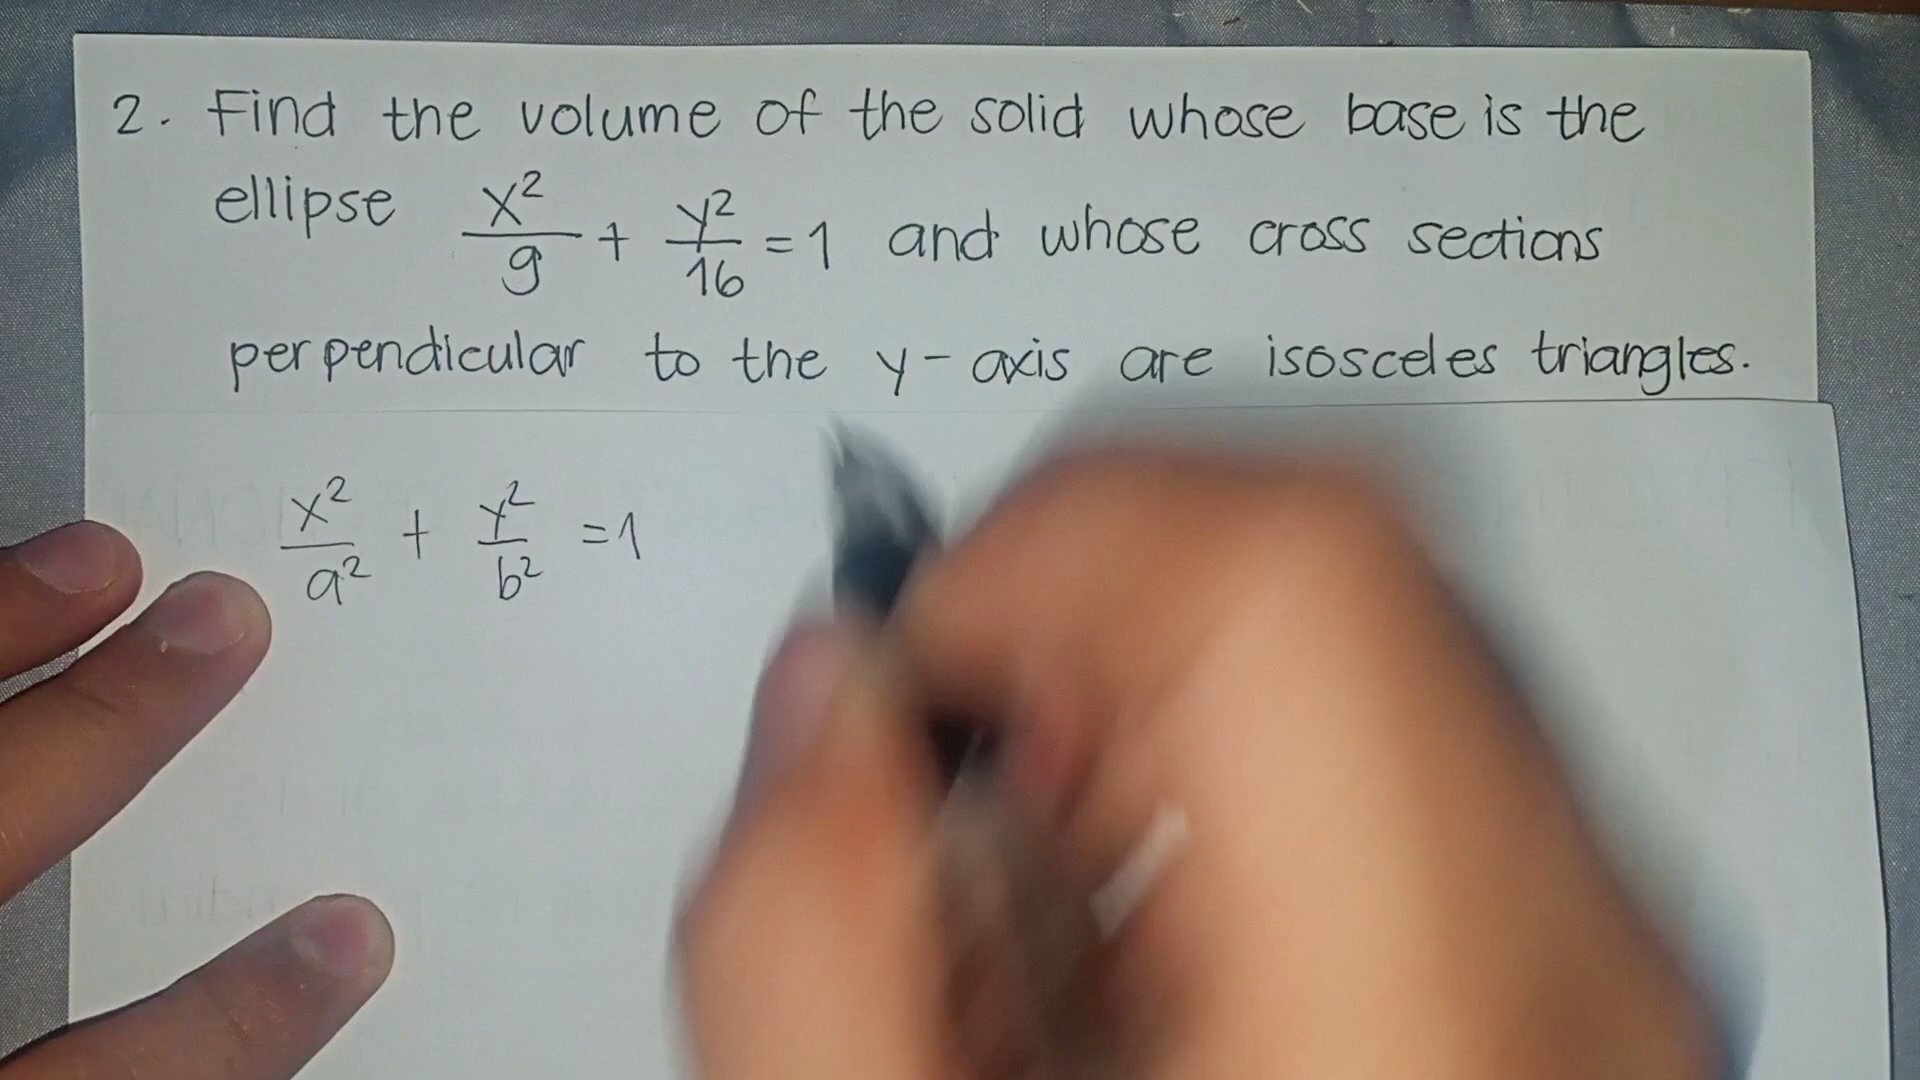 2. Find the volume of the solid whose base is the
ellipse x²/9 + y²/16 = 1 and whose cross sections
perpendicular to the y-axis are isosceles triangles.
x²/a² + y²/b² = 1